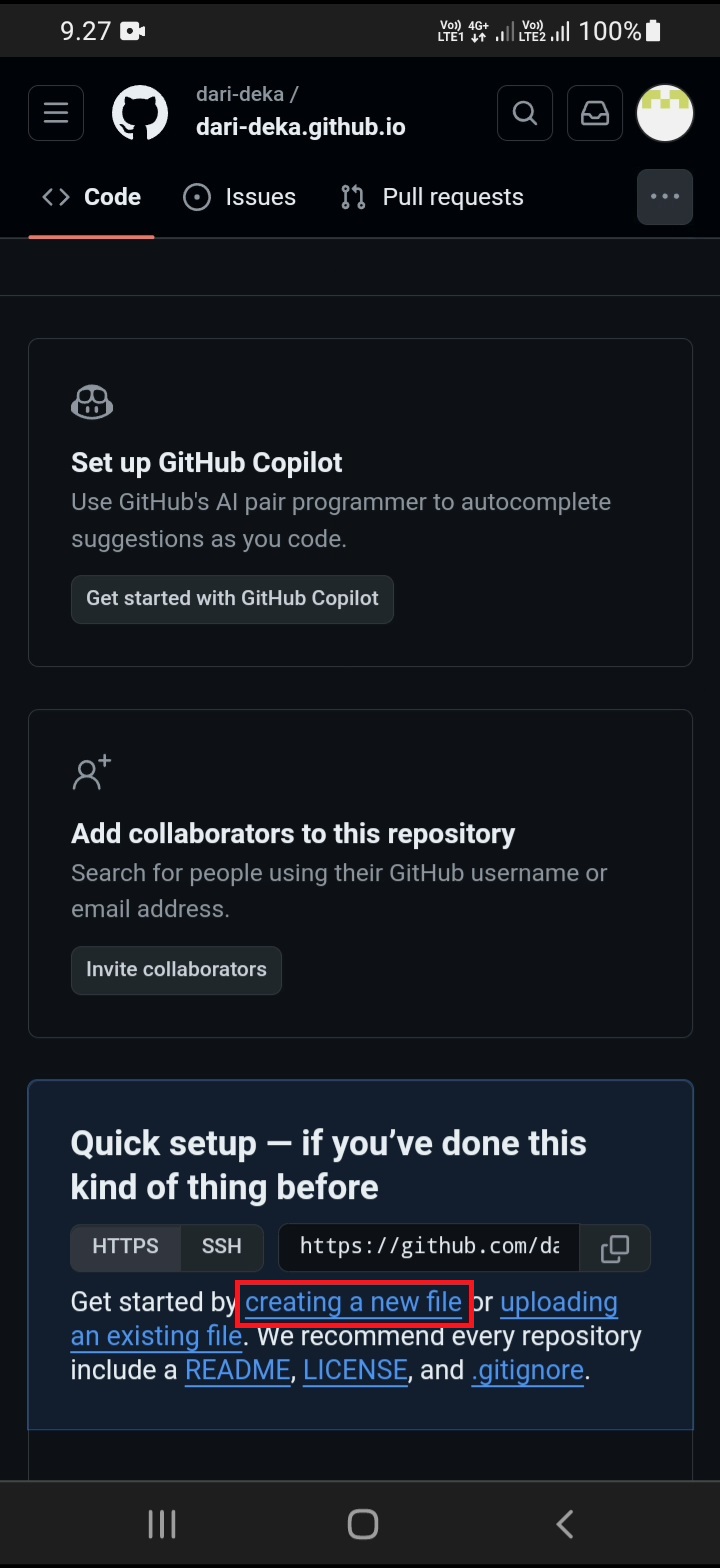 9.27
Vo)) 4G+ Vo))
LTE1 LTE2 100%
dari-deka /
dari-deka.github.io
Code Issues Pull requests
Set up GitHub Copilot
Use GitHub's AI pair programmer to autocomplete
suggestions as you code.
Get started with GitHub Copilot
Add collaborators to this repository
Search for people using their GitHub username or
email address.
Invite collaborators
Quick setup — if you’ve done this
kind of thing before
HTTPS SSH https://github.com/da
Get started by creating a new file or uploading
an existing file. We recommend every repository
include a README, LICENSE, and .gitignore.